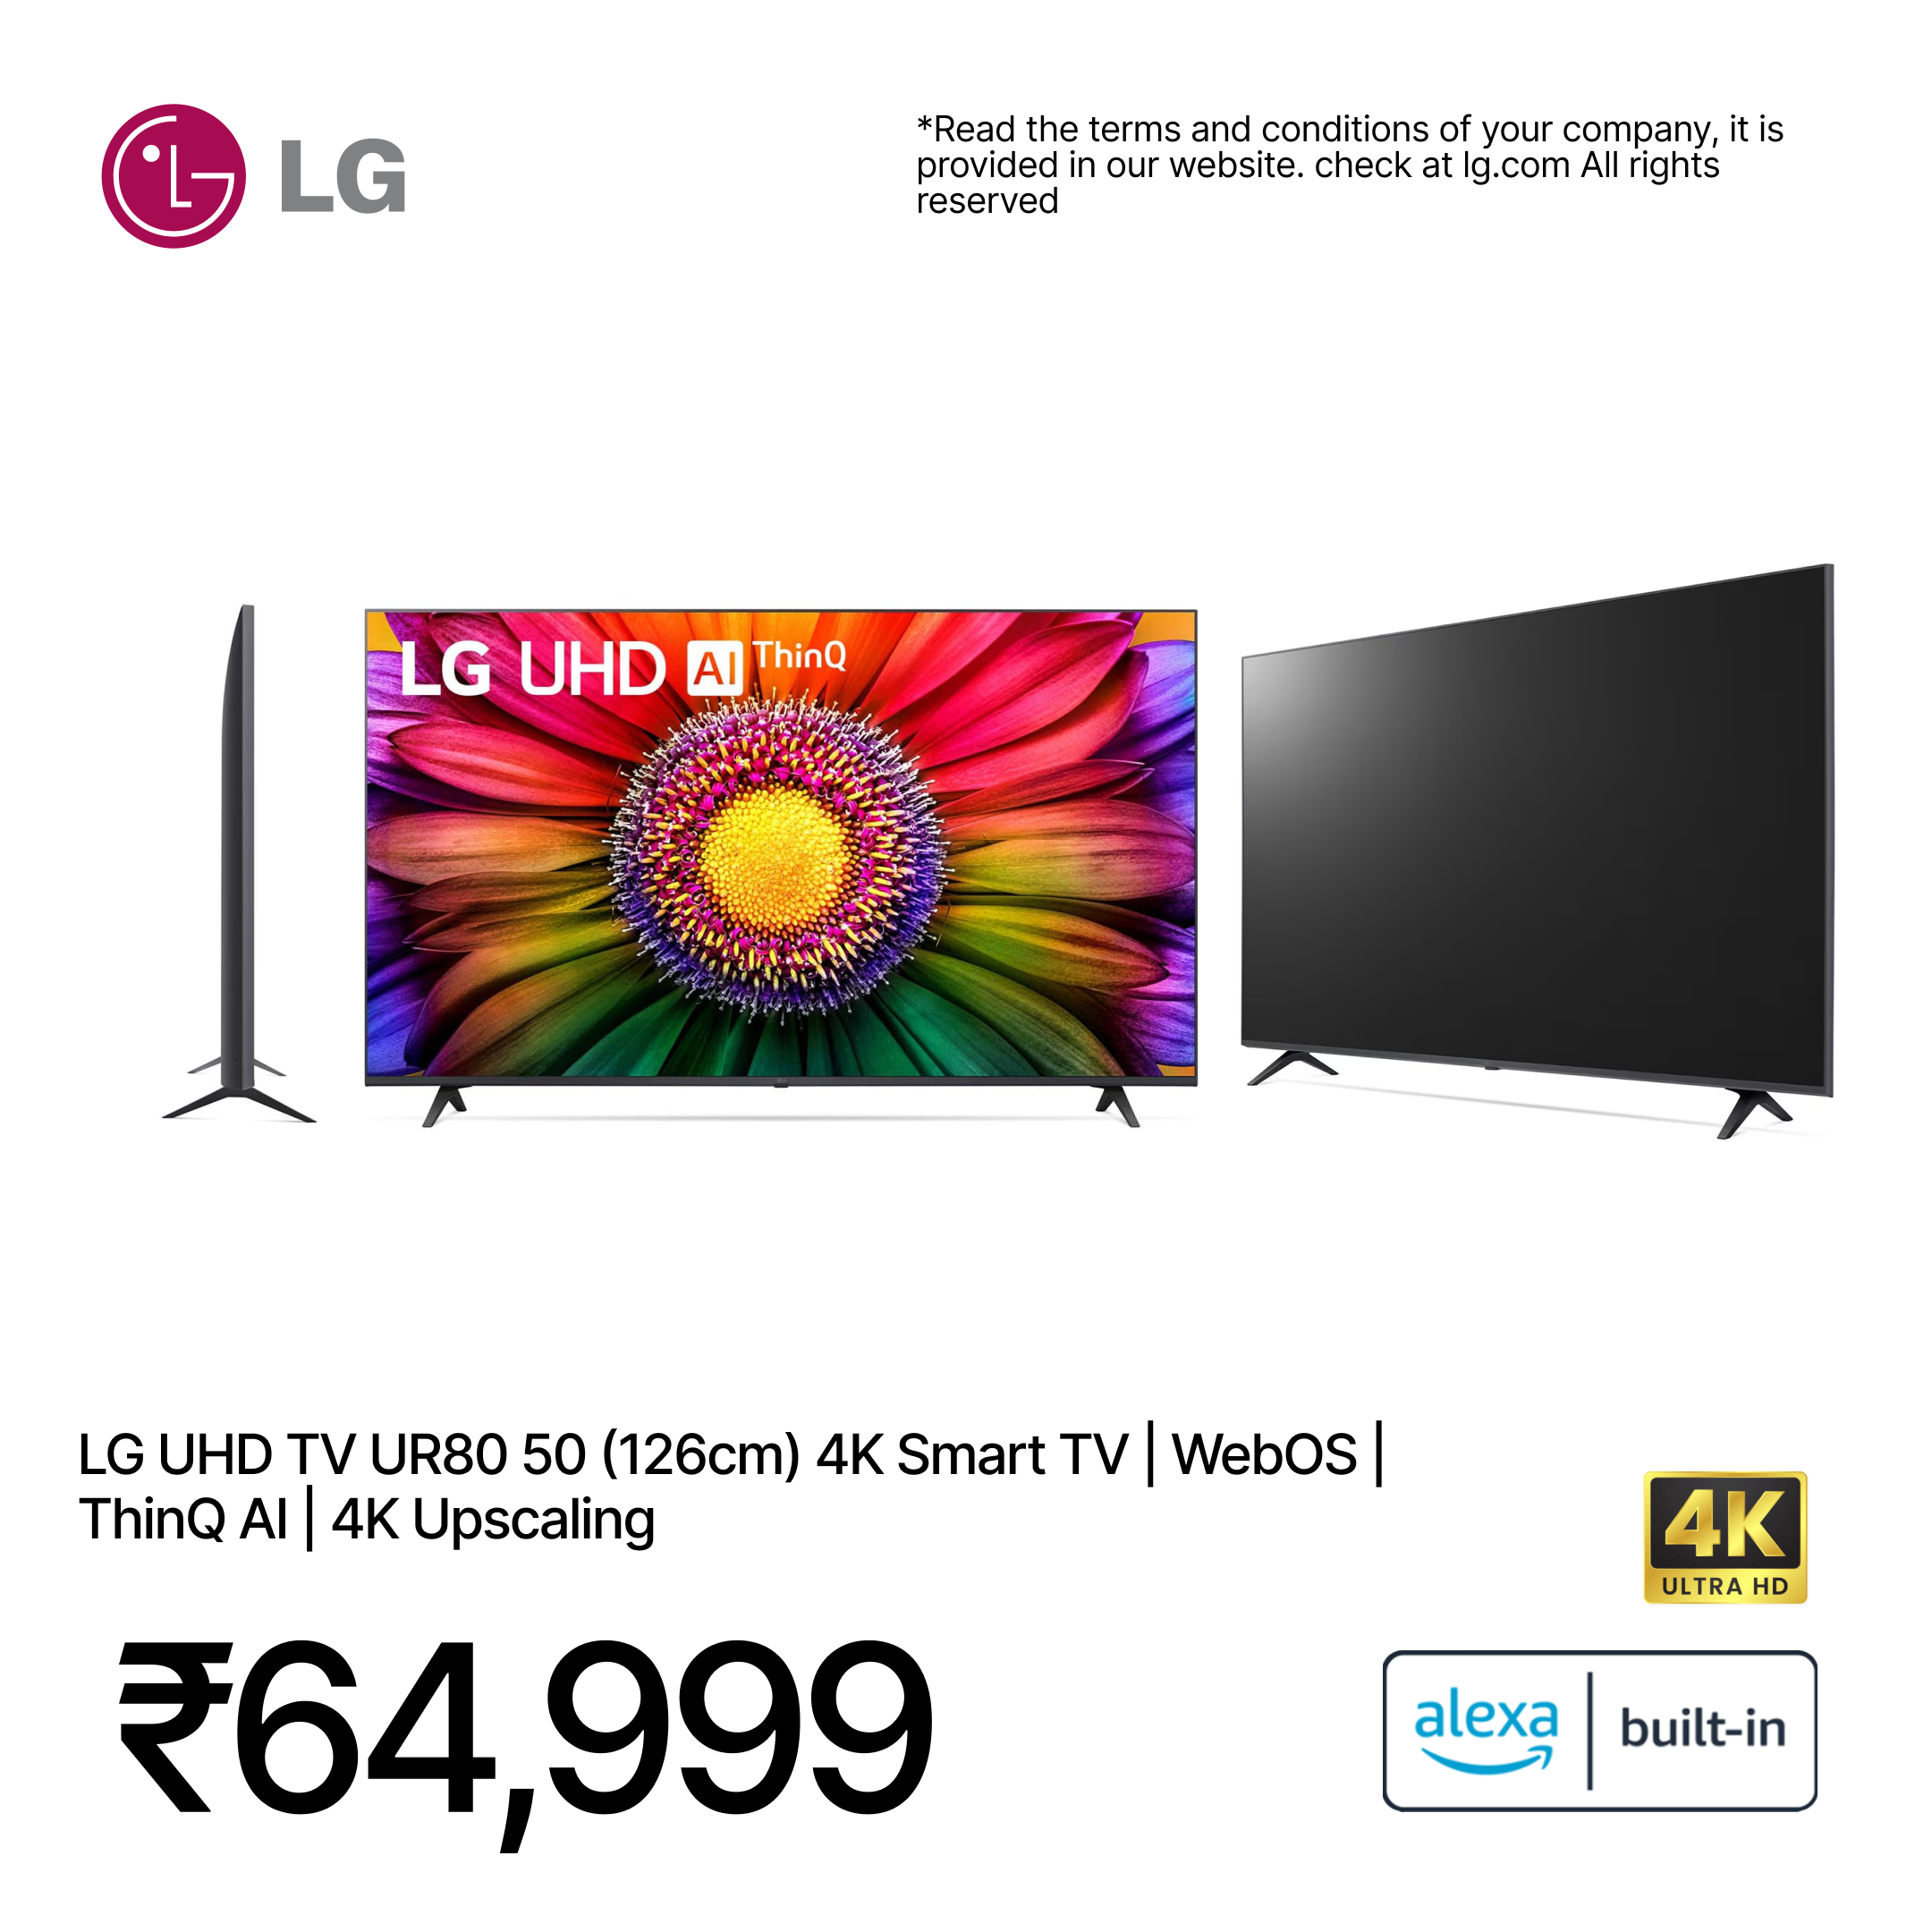 LG
*Read the terms and conditions of your company, it is
provided in our website. check at lg.com All rights
reserved
LG UHD AI ThinQ
LG UHD TV UR80 50 (126cm) 4K Smart TV | WebOS |
ThinQ AI | 4K Upscaling
4K
ULTRA HD
₹64,999
alexa | built-in